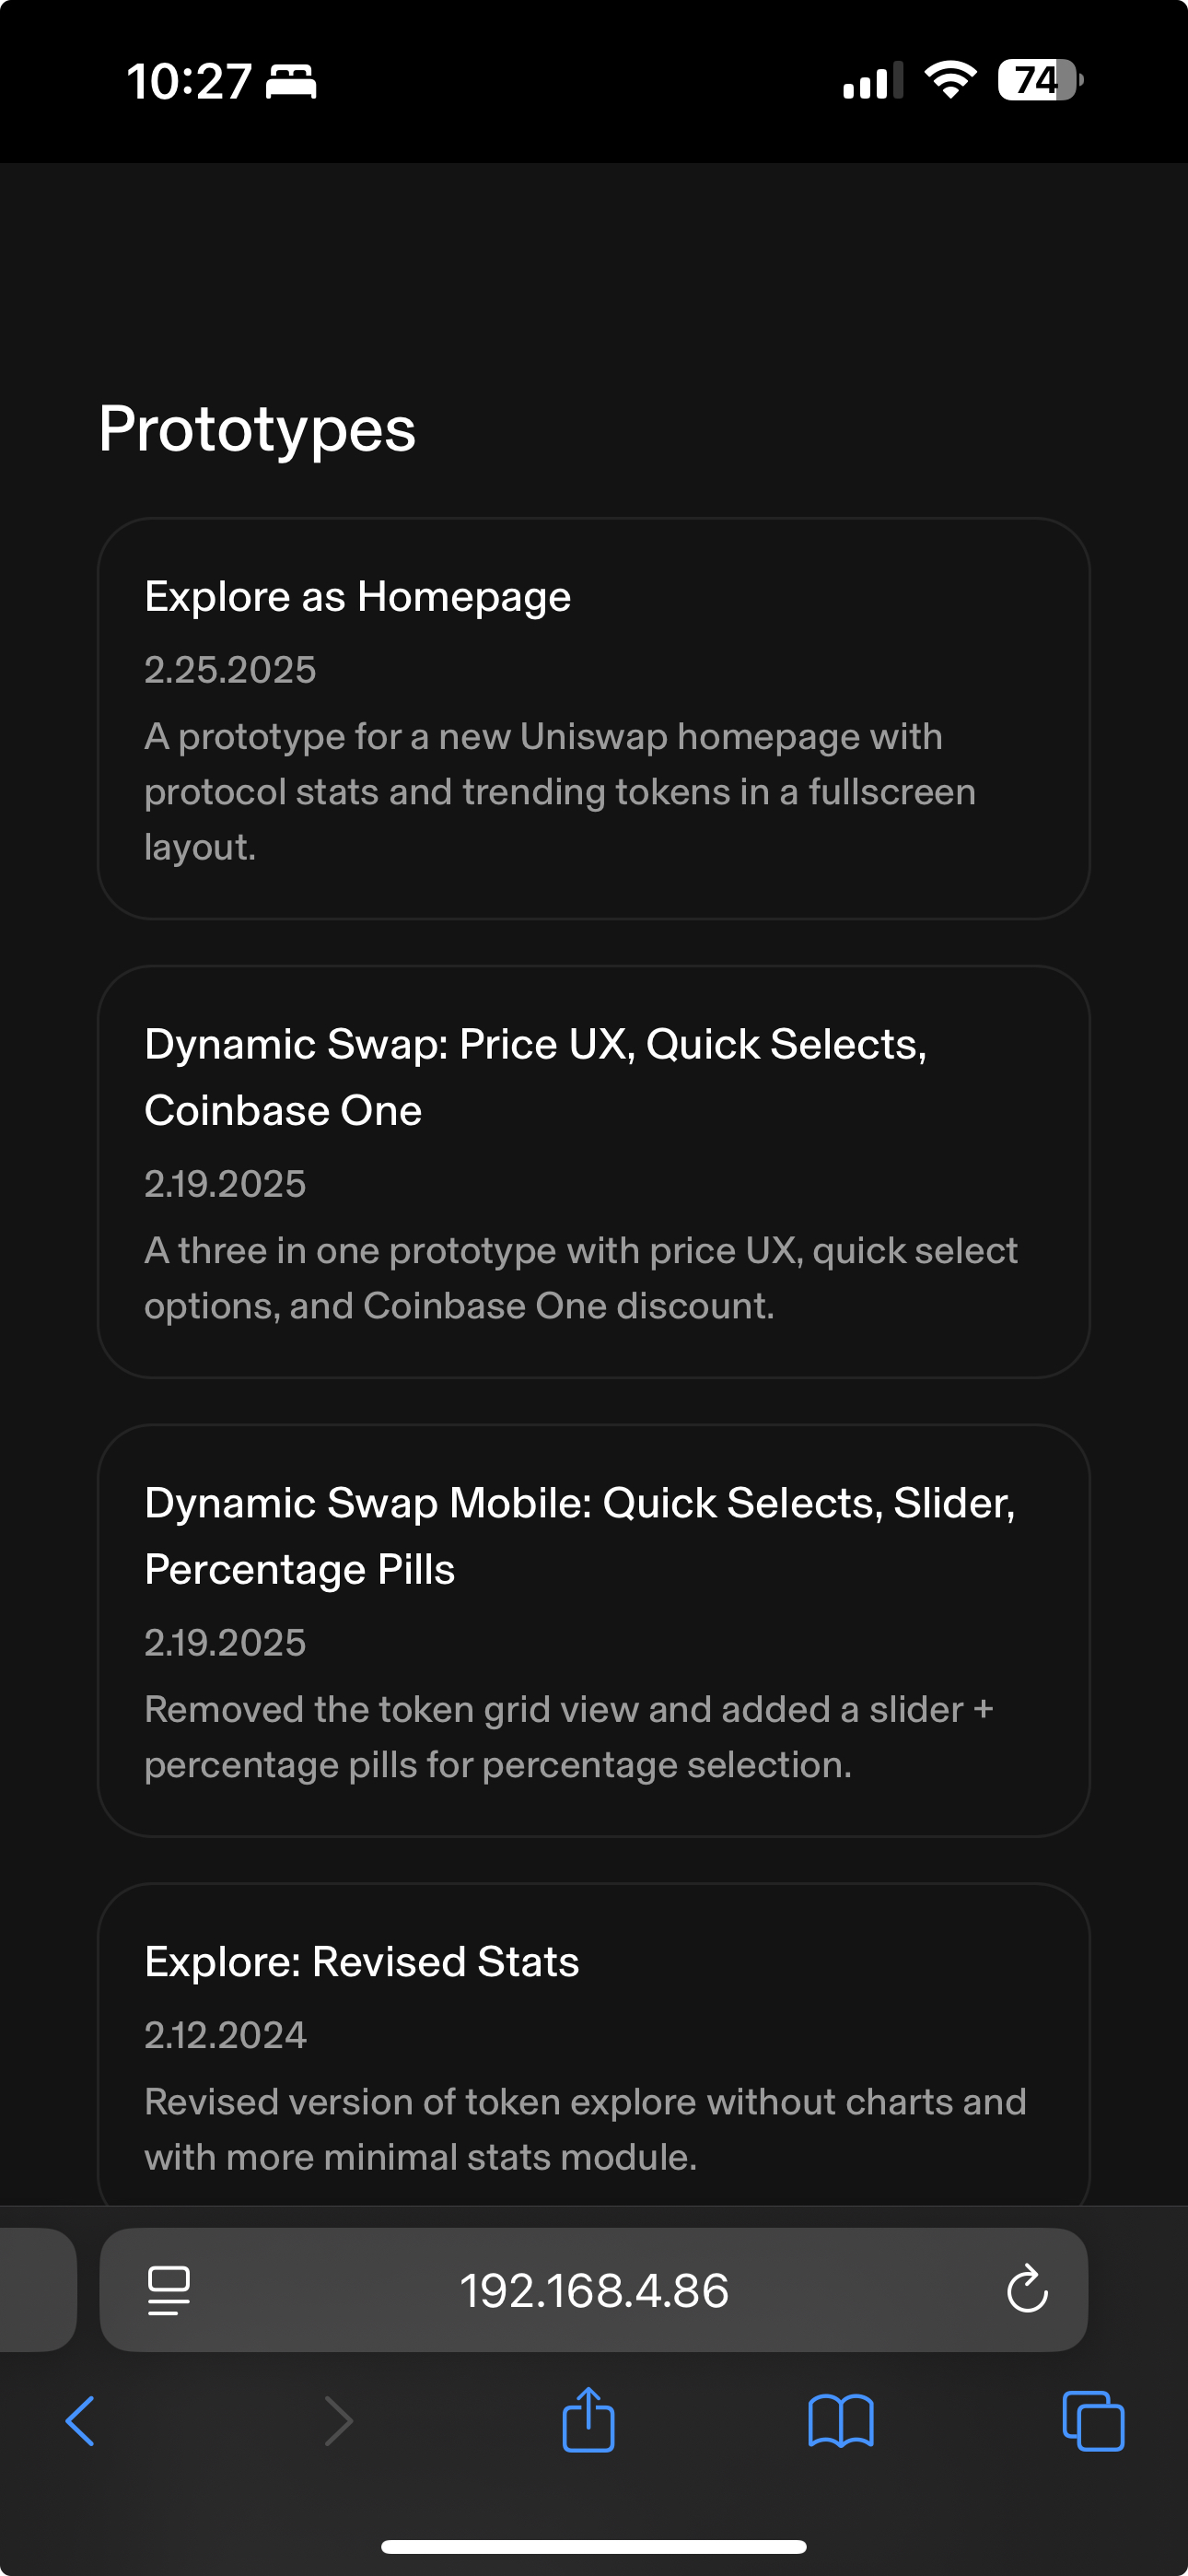 10:27
74
Prototypes
Explore as Homepage
2.25.2025
A prototype for a new Uniswap homepage with
protocol stats and trending tokens in a fullscreen
layout.
Dynamic Swap: Price UX, Quick Selects,
Coinbase One
2.19.2025
A three in one prototype with price UX, quick select
options, and Coinbase One discount.
Dynamic Swap Mobile: Quick Selects, Slider,
Percentage Pills
2.19.2025
Removed the token grid view and added a slider +
percentage pills for percentage selection.
Explore: Revised Stats
2.12.2024
Revised version of token explore without charts and
with more minimal stats module.
192.168.4.86